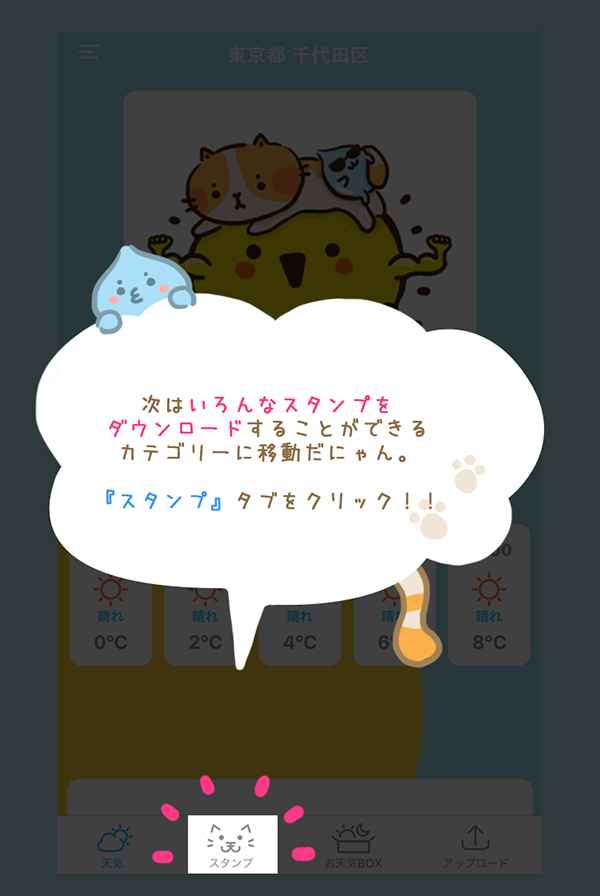 東京都 千代田区
次はいろんなスタンプを
ダウンロードすることができる
カテゴリーに移動だにゃん。
『スタンプ』タブをクリック！！
00
晴れ 晴れ 晴れ 晴れ 晴れ
0°C 2°C 4°C 6° 8°C
天気 スタンプ お天気BOX アップロード